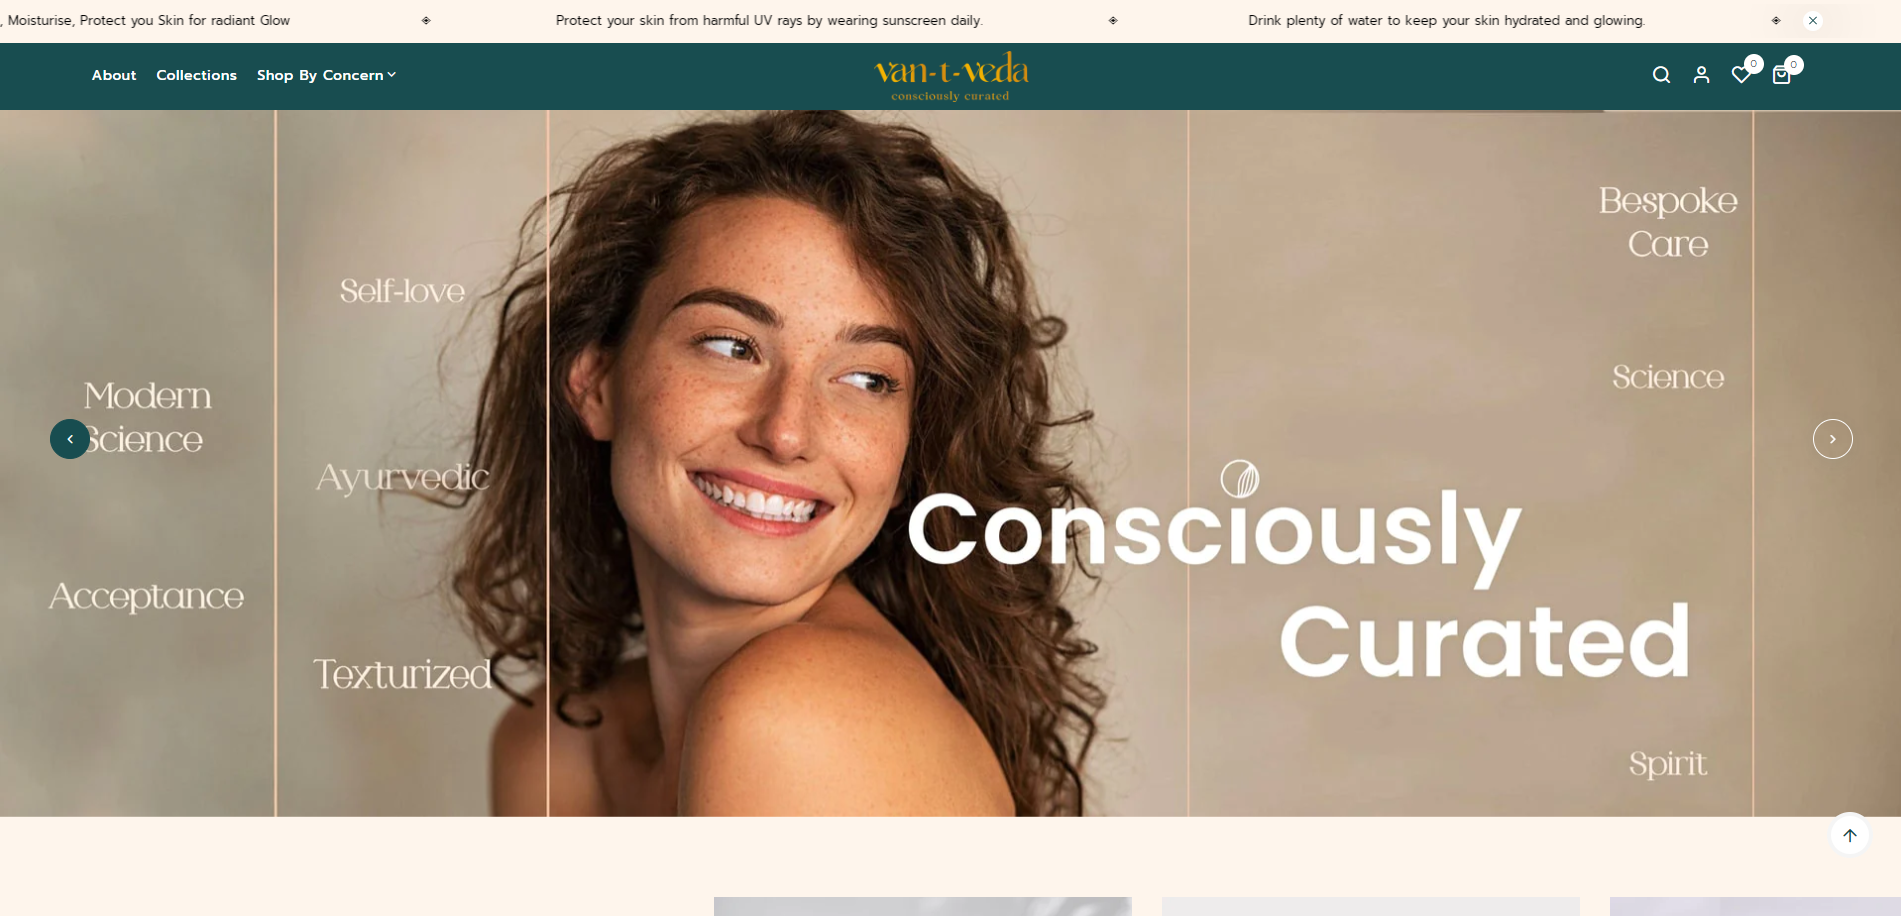 , Moisturise, Protect you Skin for radiant Glow
Protect your skin from harmful UV rays by wearing sunscreen daily.
Drink plenty of water to keep your skin hydrated and glowing.
About
Collections
Shop By Concern
van-t-veda
consciously curated
0
0
Bespoke
Care
Self-love
Science
Modern
Science
Ayurvedic
Consciously
Curated
Acceptance
Texturized
Spirit